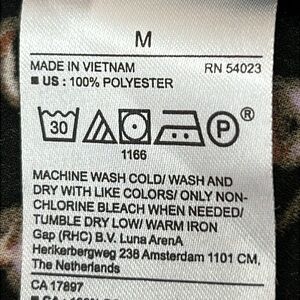 M
MADE IN VIETNAM RN 54023
■ US : 100% POLYESTER
30 P ®
1166
MACHINE WASH COLD/ WASH AND
DRY WITH LIKE COLORS/ ONLY NON-
CHLORINE BLEACH WHEN NEEDED/
TUMBLE DRY LOW/ WARM IRON
Gap (RHC) B.V. Luna ArenA
Herikerbergweg 238 Amsterdam 1101 CM,
The Netherlands
CA 17897